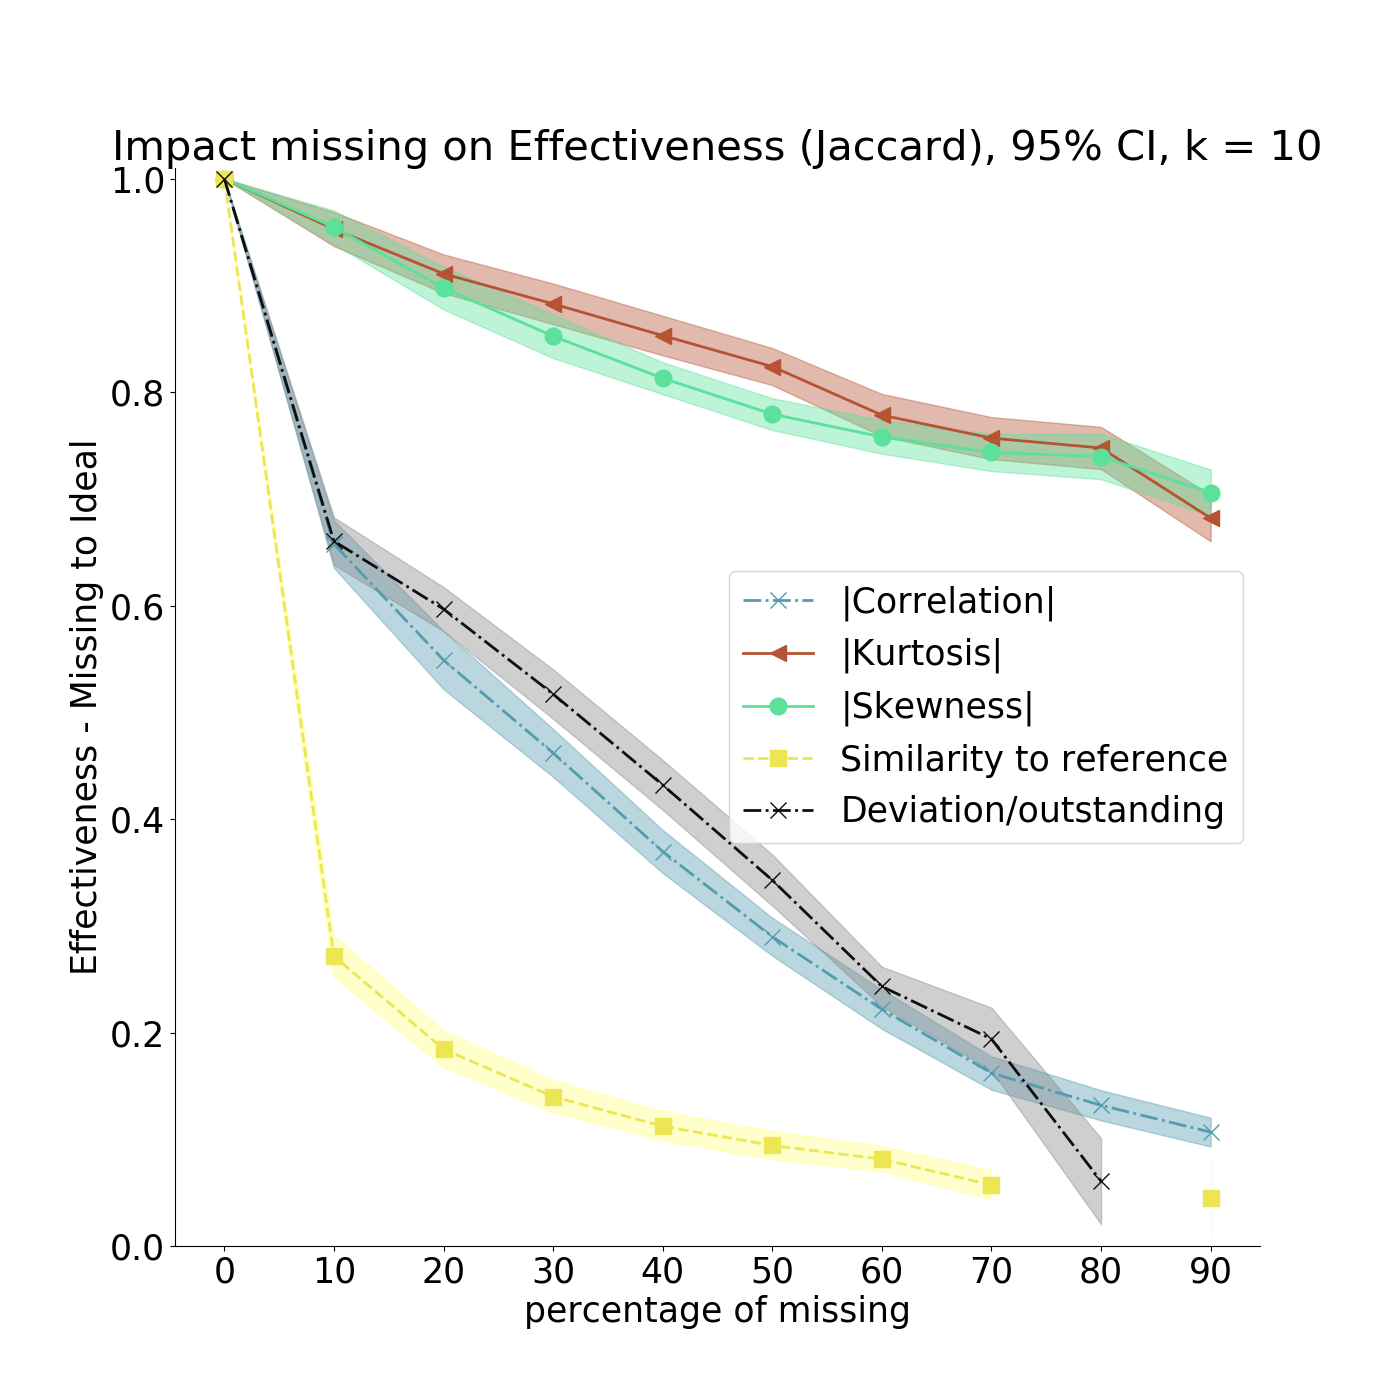 Impact missing on Effectiveness (Jaccard), 95% CI, k = 10
Effectiveness - Missing to Ideal
1.0
0.8
0.6
0.4
0.2
0.0
|Correlation|
|Kurtosis|
|Skewness|
Similarity to reference
Deviation/outstanding
0 10 20 30 40 50 60 70 80 90
percentage of missing